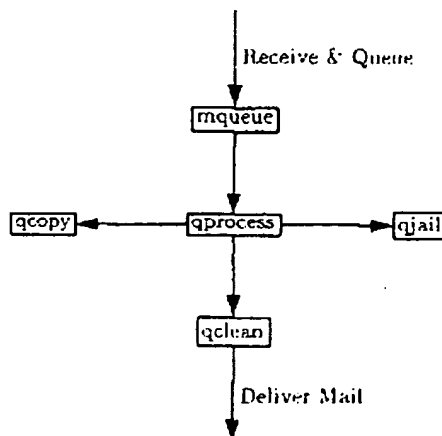 Receive & Queue
mqueue
qcopy
qprocess
qjail
qclean
Deliver Mail